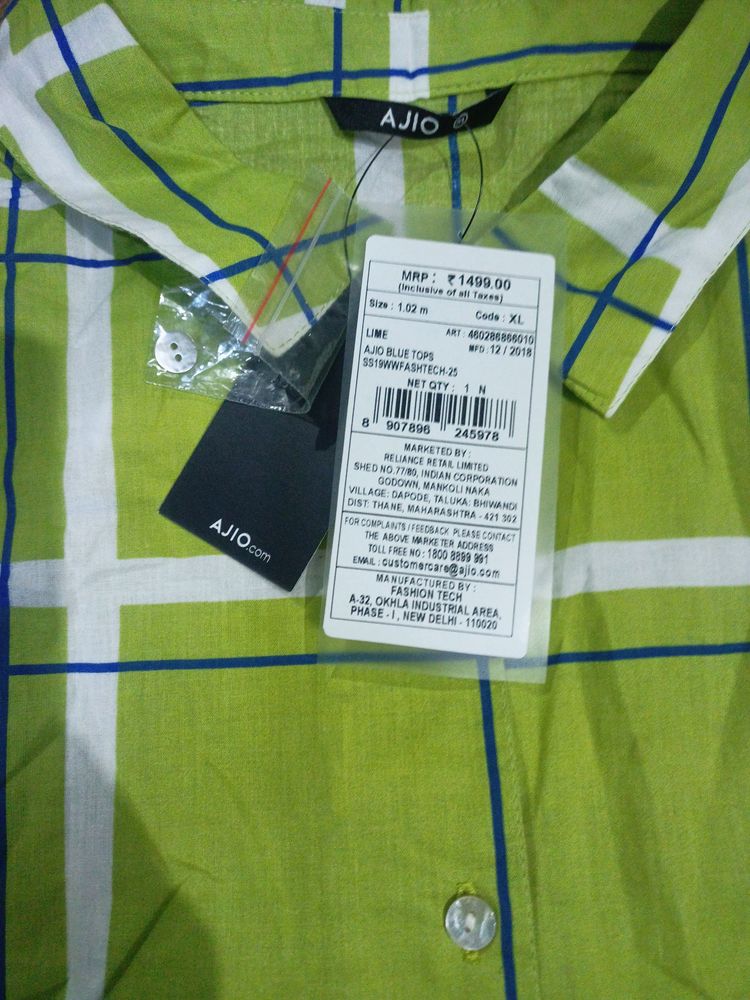 AJIO
MRP : ₹1499.00
(Inclusive of all Taxes)
Size : 1.02 m Code : XL
LIME ART : 460286866010
MFD : 12 / 2018
AJIO BLUE TOPS
SS19WWFASHTECH-25
NET QTY : 1 N
8 907896 245978
MARKETED BY :
RELIANCE RETAIL LIMITED
SHED NO.77/80, INDIAN CORPORATION
GODOWN, MANKOLI NAKA
VILLAGE: DAPODE, TALUKA: BHIWANDI
DIST: THANE, MAHARASHTRA - 421 302
FOR COMPLAINTS / FEEDBACK PLEASE CONTACT
THE ABOVE MARKETER ADDRESS
TOLL FREE NO : 1800 8899 991
EMAIL : customercare@ajio.com
MANUFACTURED BY :
FASHION TECH
A-32, OKHLA INDUSTRIAL AREA,
PHASE - I , NEW DELHI - 110020
AJIO.com